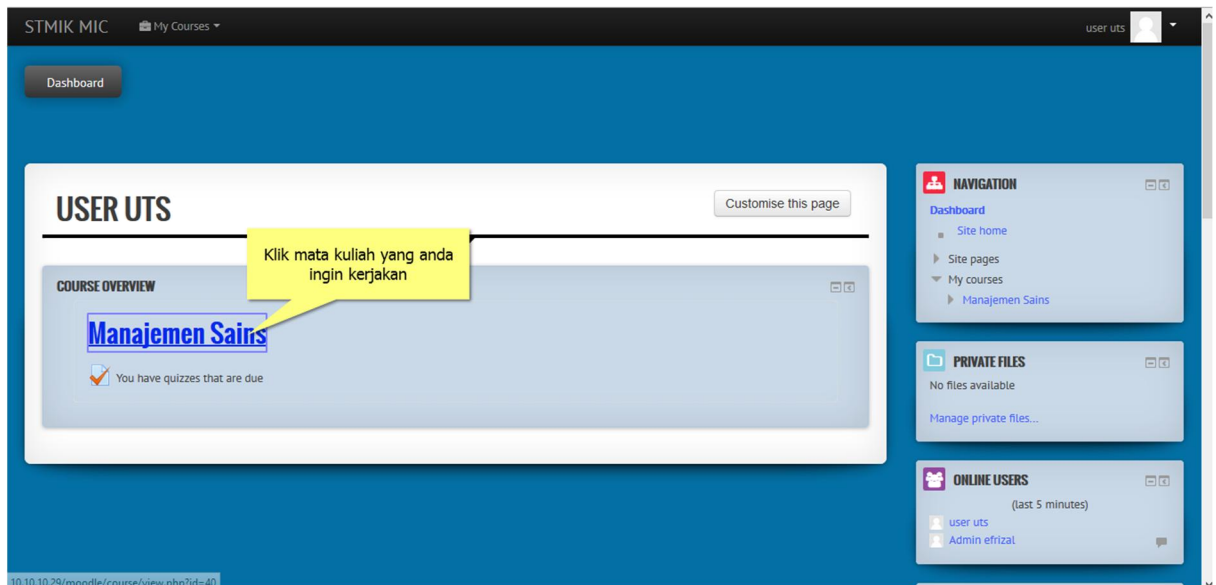 STMIK MIC
My Courses
user uts
Dashboard
USER UTS
Customise this page
Klik mata kuliah yang anda
ingin kerjakan
COURSE OVERVIEW
Manajemen Sains
You have quizzes that are due
NAVIGATION
Dashboard
Site home
Site pages
My courses
Manajemen Sains
PRIVATE FILES
No files available
Manage private files...
ONLINE USERS
(last 5 minutes)
user uts
Admin efrizal
10.10.10.29/moodle/course/view.php?id=40